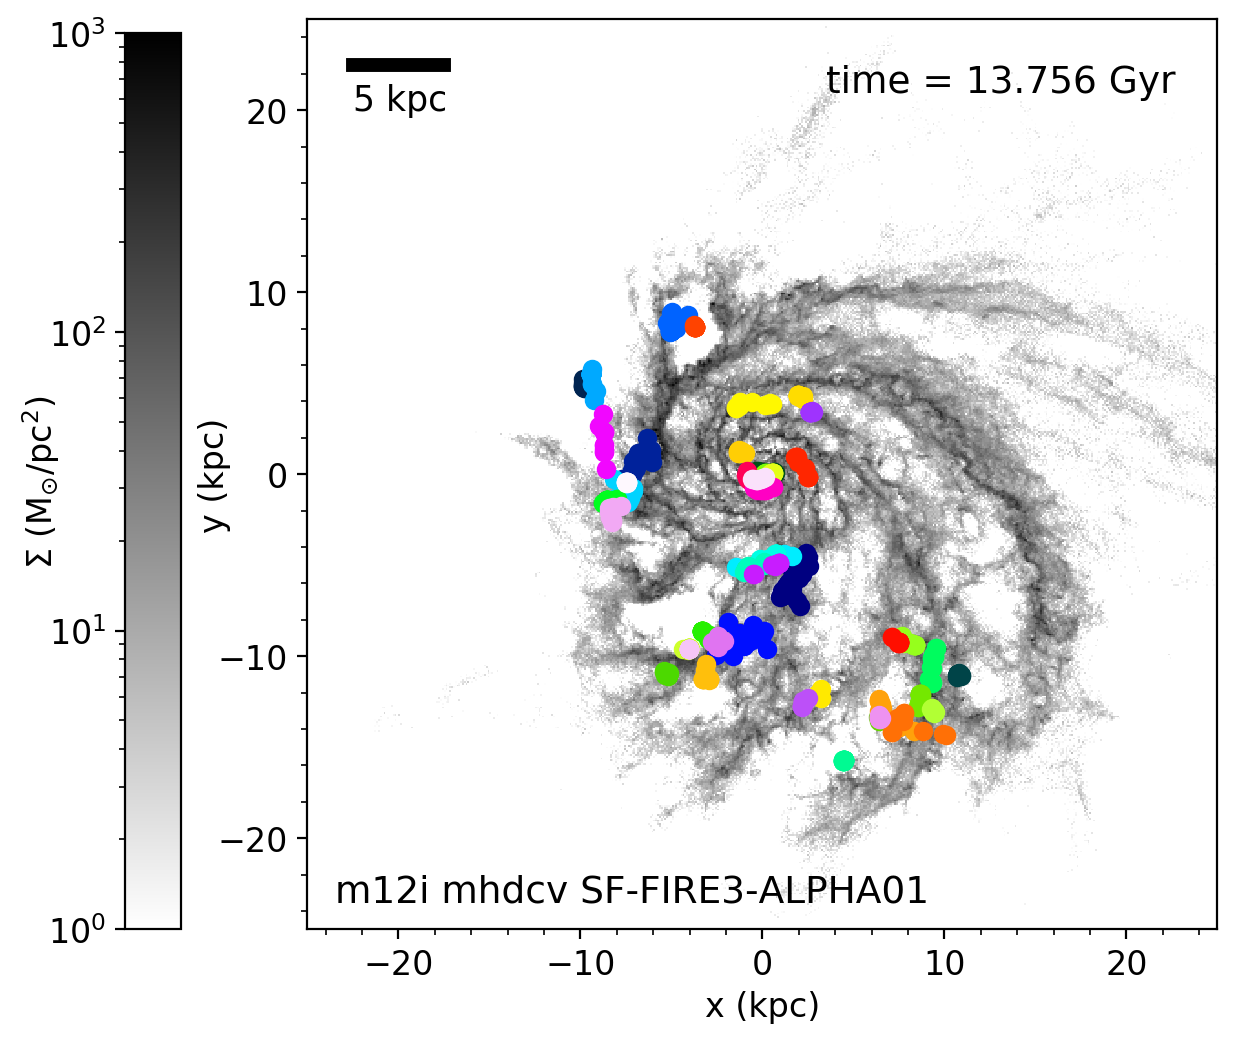 time = 13.756 Gyr
5 kpc
m12i mhdcv SF-FIRE3-ALPHA01
10³
10²
10¹
10⁰
Σ (M⊙/pc²)
20
10
0
−10
−20
y (kpc)
−20 −10 0 10 20
x (kpc)